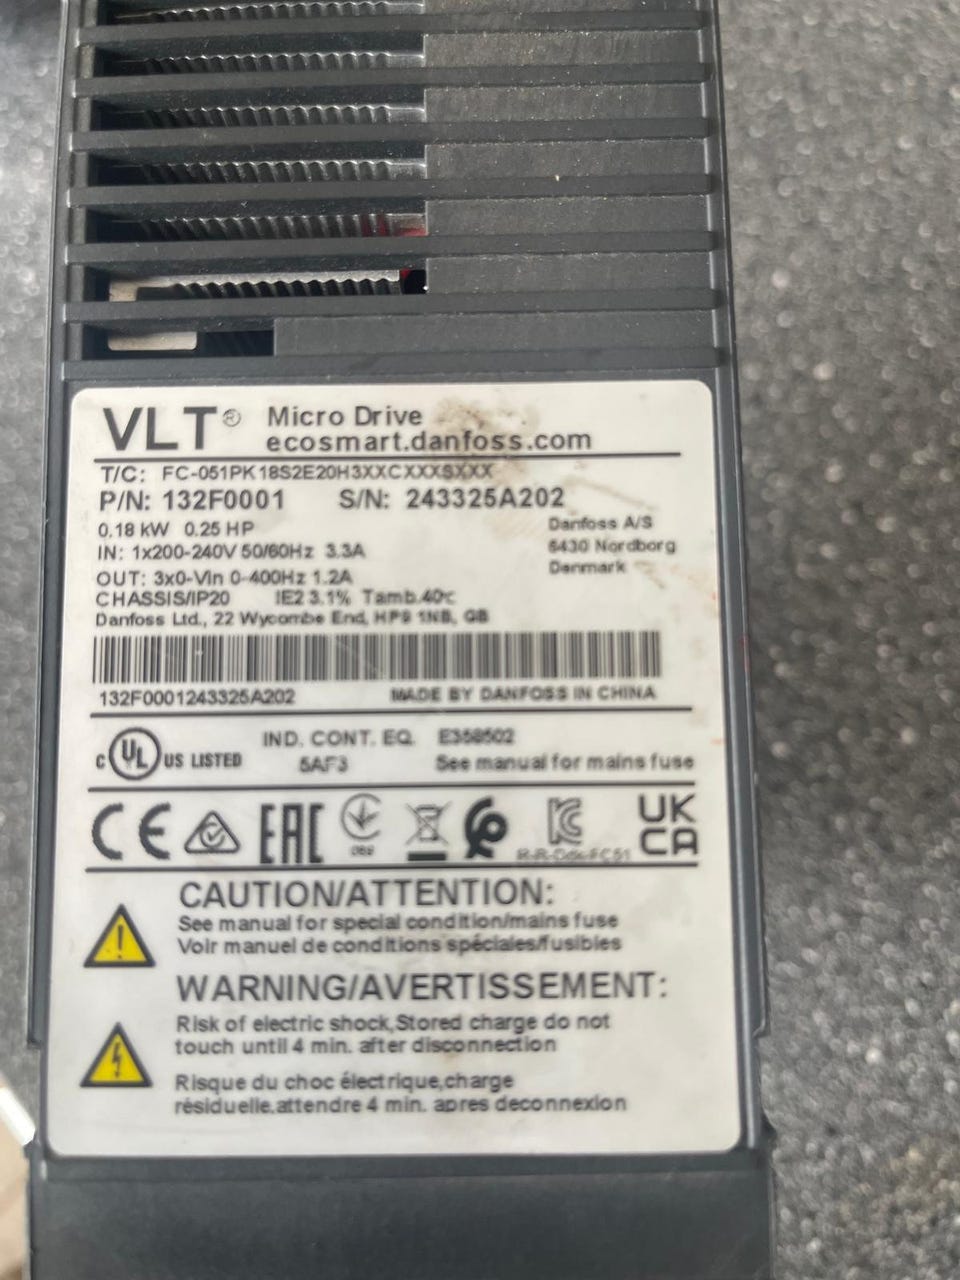 VLT® Micro Drive
ecosmart.danfoss.com
T/C: FC-051PK18S2E20H3XXCXXXSXXX
P/N: 132F0001 S/N: 243325A202
0.18 kW 0.25 HP
Danfoss A/S
IN: 1x200-240V 50/60Hz 3.3A
6430 Nordborg
OUT: 3x0-Vin 0-400Hz 1.2A
Denmark
CHASSIS/IP20 IE2 3.1% Tamb.40°c
Danfoss Ltd., 22 Wycombe End, HP9 1NB, GB
132F0001243325A202 MADE BY DANFOSS IN CHINA
c UL US LISTED IND. CONT. EQ. E358502
5AF3 See manual for mains fuse
CE EAC UK
CA
089
R-R-Ddk-FC51
CAUTION/ATTENTION:
See manual for special condition/mains fuse
Voir manuel de conditions spéciales/fusibles
WARNING/AVERTISSEMENT:
Risk of electric shock,Stored charge do not
touch until 4 min. after disconnection
Risque du choc électrique,charge
résiduelle,attendre 4 min. apres deconnexion